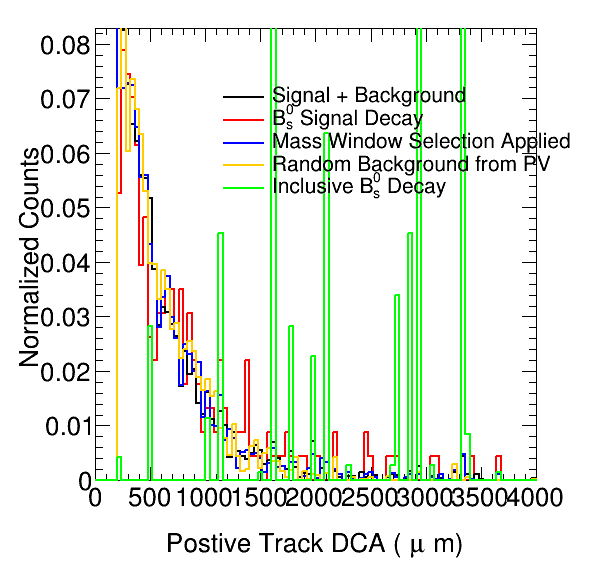 0.08
0.07
0.06
0.05
0.04
0.03
0.02
0.01
0
Normalized Counts
Signal + Background
B⁰ₛ Signal Decay
Mass Window Selection Applied
Random Background from PV
Inclusive B⁰ₛ Decay
0 500 1000 1500 2000 2500 3000 3500 4000
Postive Track DCA ( μ m)